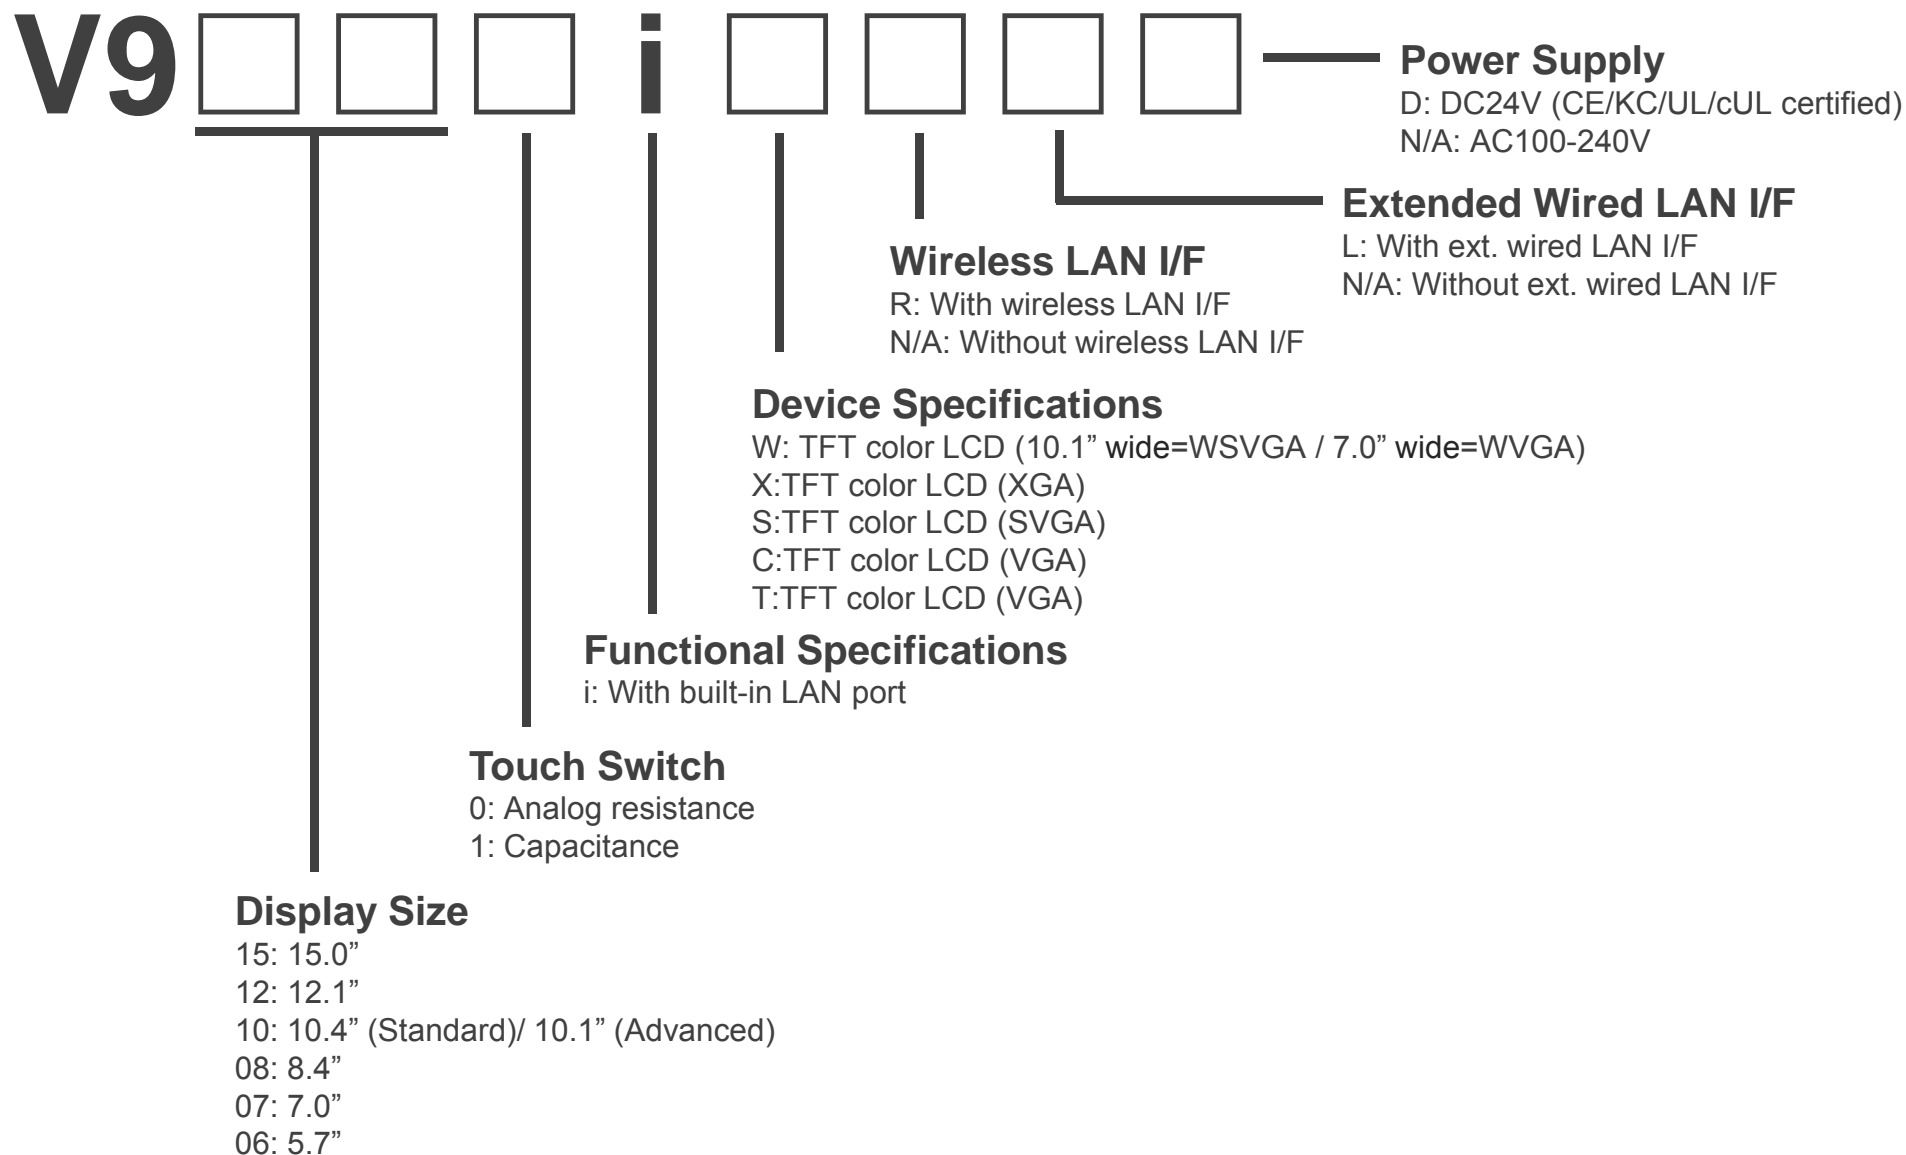 V9 i
Power Supply
D: DC24V (CE/KC/UL/cUL certified)
N/A: AC100-240V
Extended Wired LAN I/F
L: With ext. wired LAN I/F
N/A: Without ext. wired LAN I/F
Wireless LAN I/F
R: With wireless LAN I/F
N/A: Without wireless LAN I/F
Device Specifications
W: TFT color LCD (10.1” wide=WSVGA / 7.0” wide=WVGA)
X:TFT color LCD (XGA)
S:TFT color LCD (SVGA)
C:TFT color LCD (VGA)
T:TFT color LCD (VGA)
Functional Specifications
i: With built-in LAN port
Touch Switch
0: Analog resistance
1: Capacitance
Display Size
15: 15.0”
12: 12.1”
10: 10.4” (Standard)/ 10.1” (Advanced)
08: 8.4”
07: 7.0”
06: 5.7”